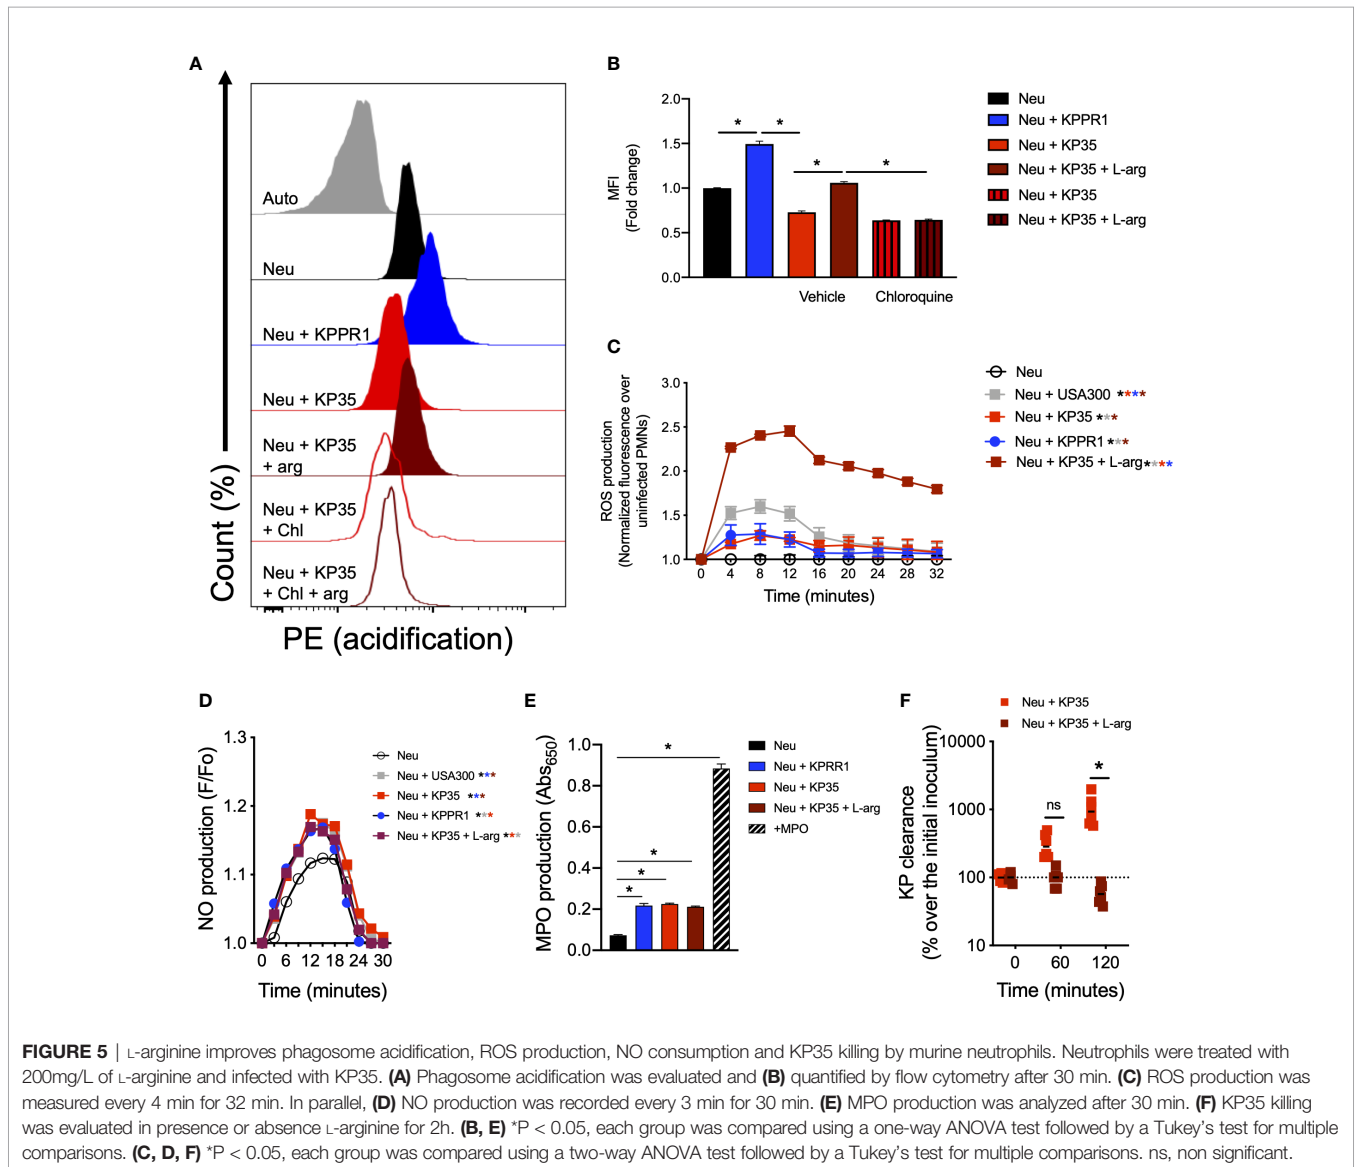 A
Count (%)
Auto
Neu
Neu + KPPR1
Neu + KP35
Neu + KP35
+ arg
Neu + KP35
+ Chl
Neu + KP35
+ Chl + arg
PE (acidification)
B
MFI
(Fold change)
2.0
1.5
1.0
0.5
0.0
* *
* *
Vehicle Chloroquine
Neu
Neu + KPPR1
Neu + KP35
Neu + KP35 + L-arg
Neu + KP35
Neu + KP35 + L-arg
C
ROS production
(Normalized fluorescence over
uninfected PMNs)
3.0
2.5
2.0
1.5
1.0
0 4 8 12 16 20 24 28 32
Time (minutes)
Neu
Neu + USA300 ****
Neu + KP35 ***
Neu + KPPR1 ***
Neu + KP35 + L-arg ****
D
NO production (F/Fo)
1.3
1.2
1.1
1.0
0 6 12 18 24 30
Time (minutes)
Neu
Neu + USA300 ***
Neu + KP35 ***
Neu + KPPR1 ***
Neu + KP35 + L-arg ***
E
MPO production (Abs650)
1.0
0.8
0.6
0.4
0.2
0.0
*
*
*
*
Neu
Neu + KPRR1
Neu + KP35
Neu + KP35 + L-arg
+MPO
F
Neu + KP35
Neu + KP35 + L-arg
KP clearance
(% over the initial inoculum)
10000
1000
100
10
ns
*
0 60 120
Time (minutes)
FIGURE 5 | L-arginine improves phagosome acidification, ROS production, NO consumption and KP35 killing by murine neutrophils. Neutrophils were treated with
200mg/L of L-arginine and infected with KP35. (A) Phagosome acidification was evaluated and (B) quantified by flow cytometry after 30 min. (C) ROS production was
measured every 4 min for 32 min. In parallel, (D) NO production was recorded every 3 min for 30 min. (E) MPO production was analyzed after 30 min. (F) KP35 killing
was evaluated in presence or absence L-arginine for 2h. (B, E) *P < 0.05, each group was compared using a one-way ANOVA test followed by a Tukey's test for multiple
comparisons. (C, D, F) *P < 0.05, each group was compared using a two-way ANOVA test followed by a Tukey's test for multiple comparisons. ns, non significant.